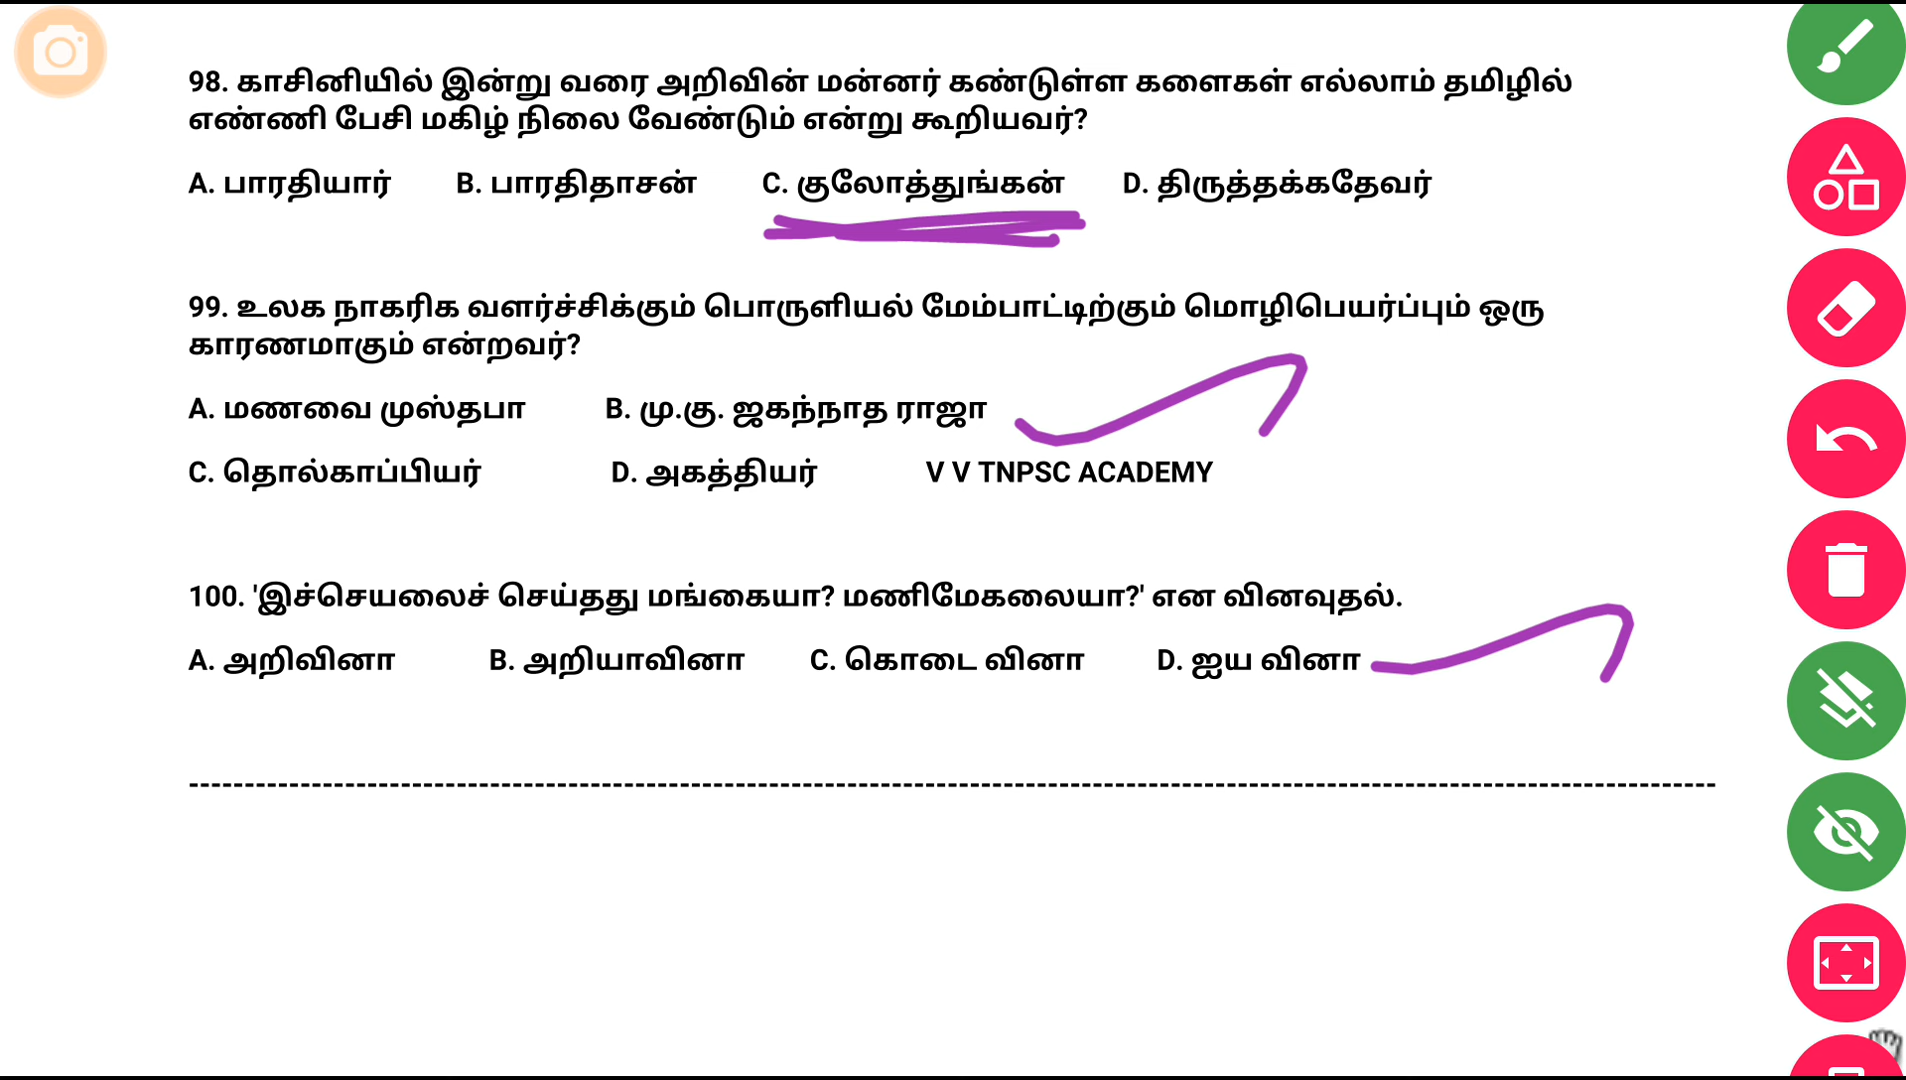 98. காசினியில் இன்று வரை அறிவின் மன்னர் கண்டுள்ள களைகள் எல்லாம் தமிழில்
எண்ணி பேசி மகிழ் நிலை வேண்டும் என்று கூறியவர்?
A. பாரதியார் B. பாரதிதாசன் C. குலோத்துங்கன் D. திருத்தக்கதேவர்
99. உலக நாகரிக வளர்ச்சிக்கும் பொருளியல் மேம்பாட்டிற்கும் மொழிபெயர்ப்பும் ஒரு
காரணமாகும் என்றவர்?
A. மணவை முஸ்தபா B. மு.கு. ஜகந்நாத ராஜா
C. தொல்காப்பியர் D. அகத்தியர் V V TNPSC ACADEMY
100. 'இச்செயலைச் செய்தது மங்கையா? மணிமேகலையா?' என வினவுதல்.
A. அறிவினா B. அறியாவினா C. கொடை வினா D. ஐய வினா